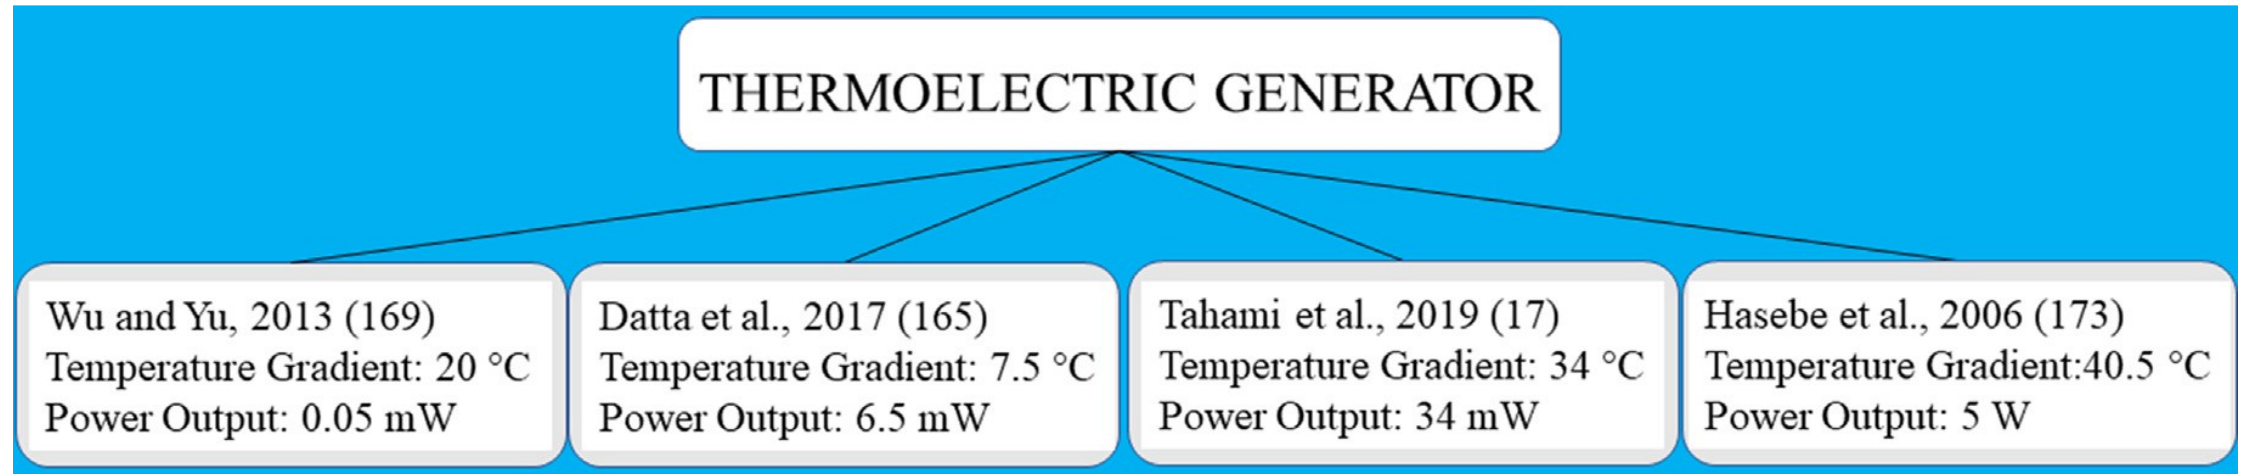 THERMOELECTRIC GENERATOR
Wu and Yu, 2013 (169)
Temperature Gradient: 20 °C
Power Output: 0.05 mW
Datta et al., 2017 (165)
Temperature Gradient: 7.5 °C
Power Output: 6.5 mW
Tahami et al., 2019 (17)
Temperature Gradient: 34 °C
Power Output: 34 mW
Hasebe et al., 2006 (173)
Temperature Gradient:40.5 °C
Power Output: 5 W